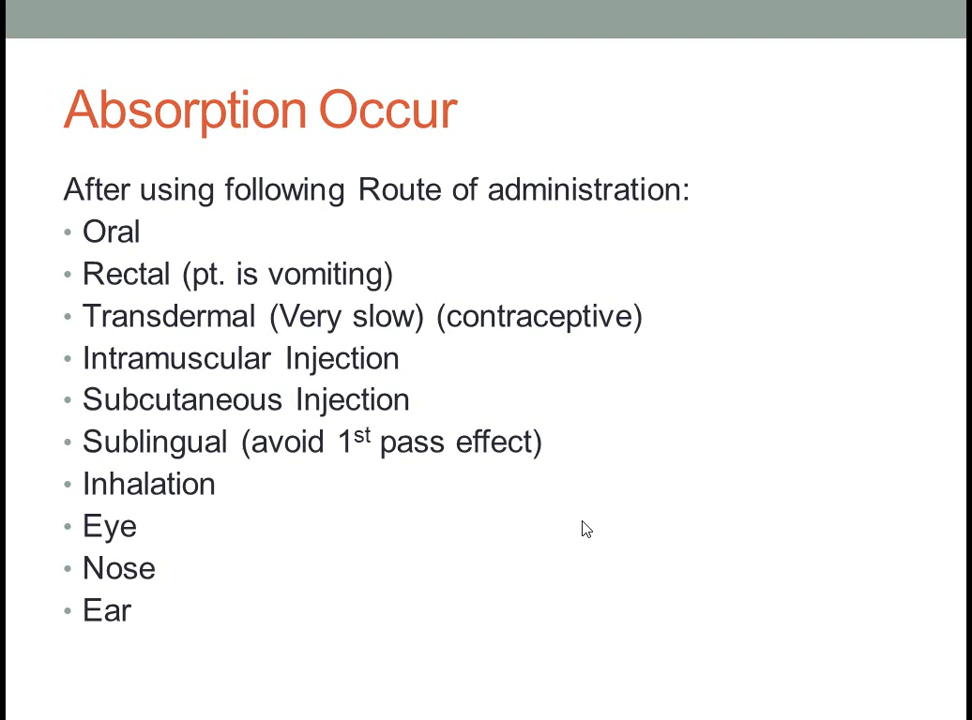 Absorption Occur
After using following Route of administration:
• Oral
• Rectal (pt. is vomiting)
• Transdermal (Very slow) (contraceptive)
• Intramuscular Injection
• Subcutaneous Injection
• Sublingual (avoid 1st pass effect)
• Inhalation
• Eye
• Nose
• Ear